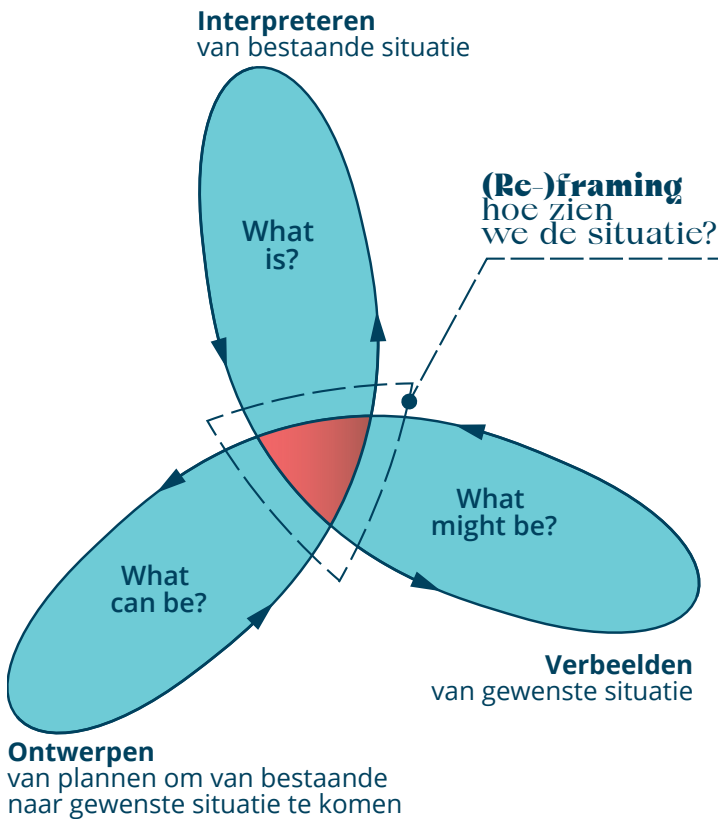 Interpreteren
van bestaande situatie
(Re-)framing
hoe zien
we de situatie?
What
is?
What
might be?
What
can be?
Verbeelden
van gewenste situatie
Ontwerpen
van plannen om van bestaande
naar gewenste situatie te komen